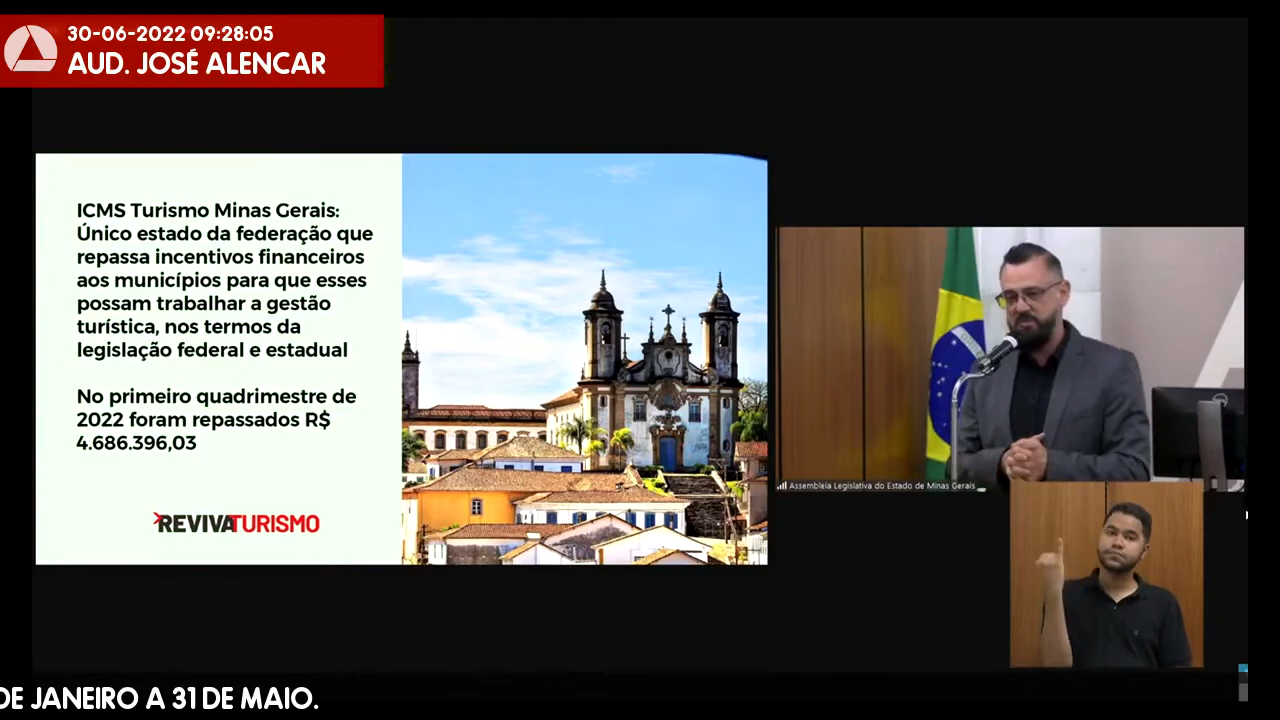 30-06-2022 09:28:05
AUD. JOSÉ ALENCAR
ICMS Turismo Minas Gerais:
Único estado da federação que
repassa incentivos financeiros
aos municípios para que esses
possam trabalhar a gestão
turística, nos termos da
legislação federal e estadual
No primeiro quadrimestre de
2022 foram repassados R$
4.686.396,03
REVIVATURISMO
Assembleia Legislativa do Estado de Minas Gerais
DE JANEIRO A 31 DE MAIO.